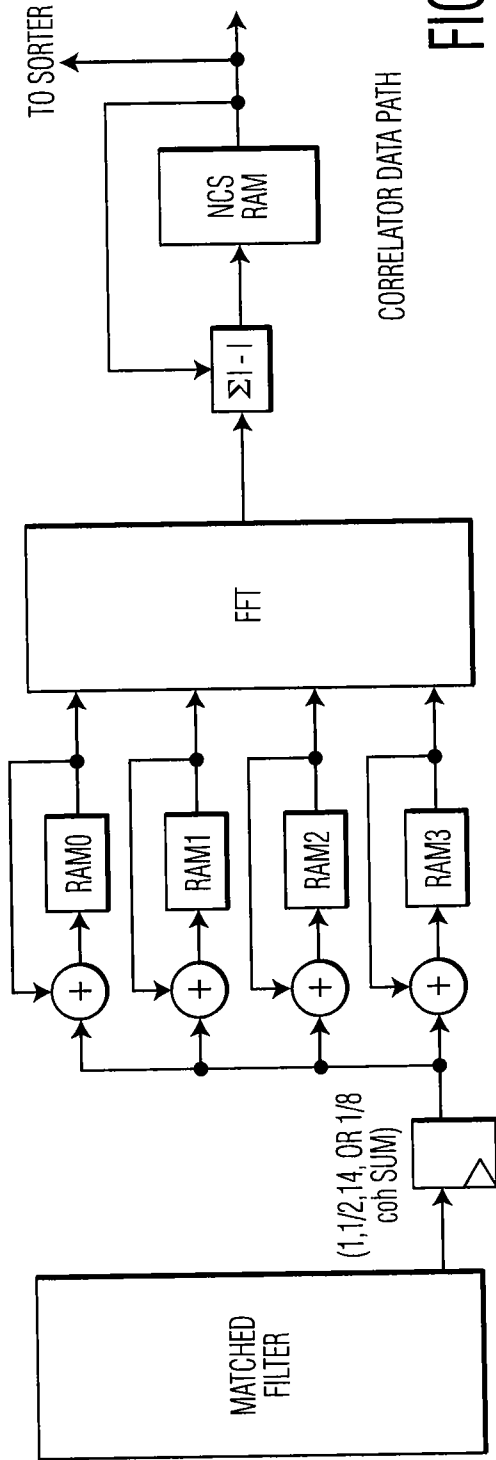 MATCHED
FILTER
(1,1/2,14, OR 1/8
coh SUM)
+
RAM0
+
RAM1
+
RAM2
+
RAM3
FFT
Σ|-|
NCS
RAM
TO SORTER
CORRELATOR DATA PATH
FIG